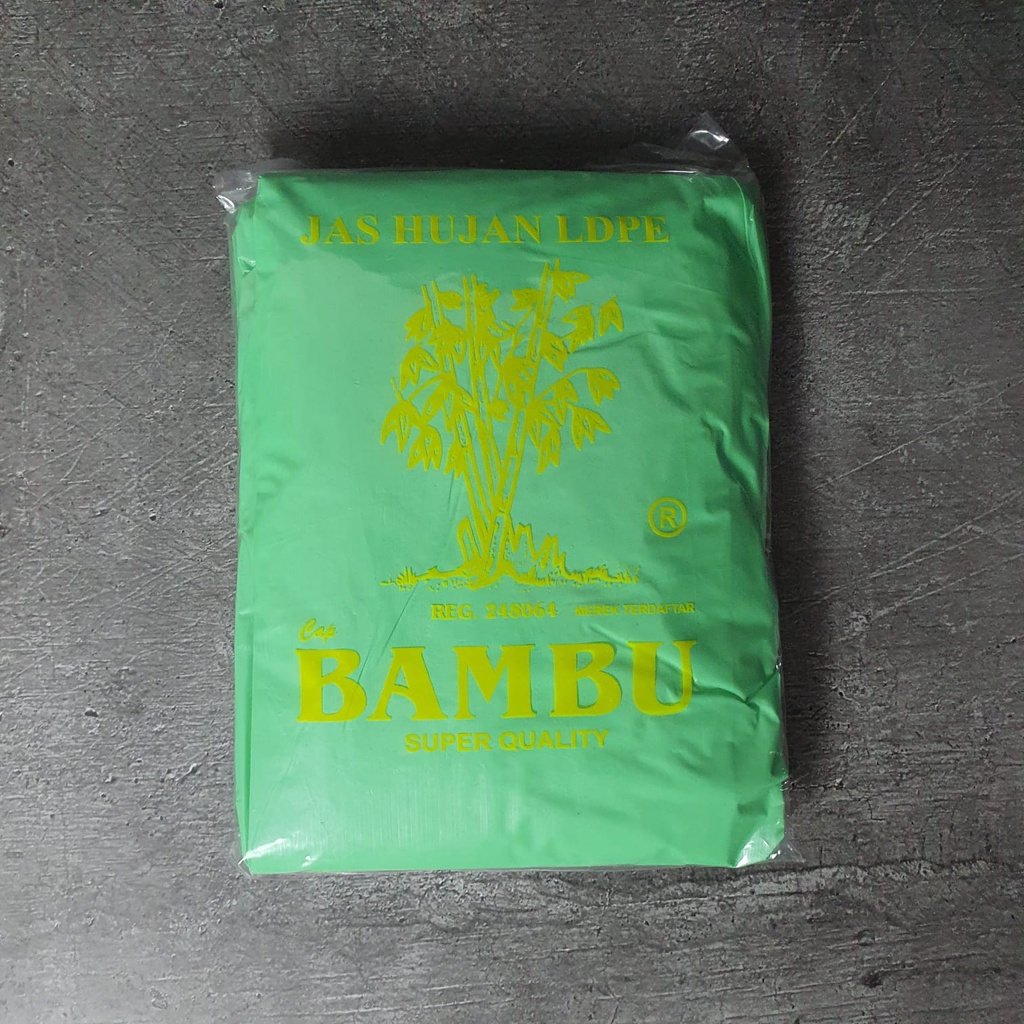 JAS HUJAN LDPE
®
REG. 248064 MEREK TERDAFTAR
Cap
BAMBU
SUPER QUALITY